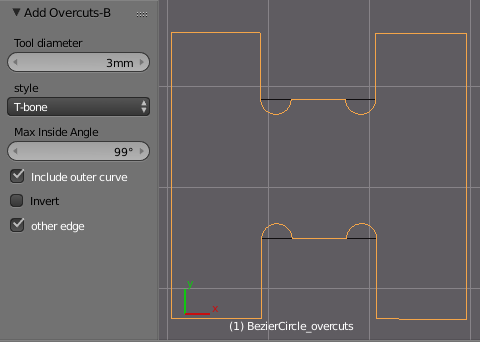 Add Overcuts-B
Tool diameter
3mm
style
T-bone
Max Inside Angle
99°
Include outer curve
Invert
other edge
Y
X
(1) BezierCircle_overcuts